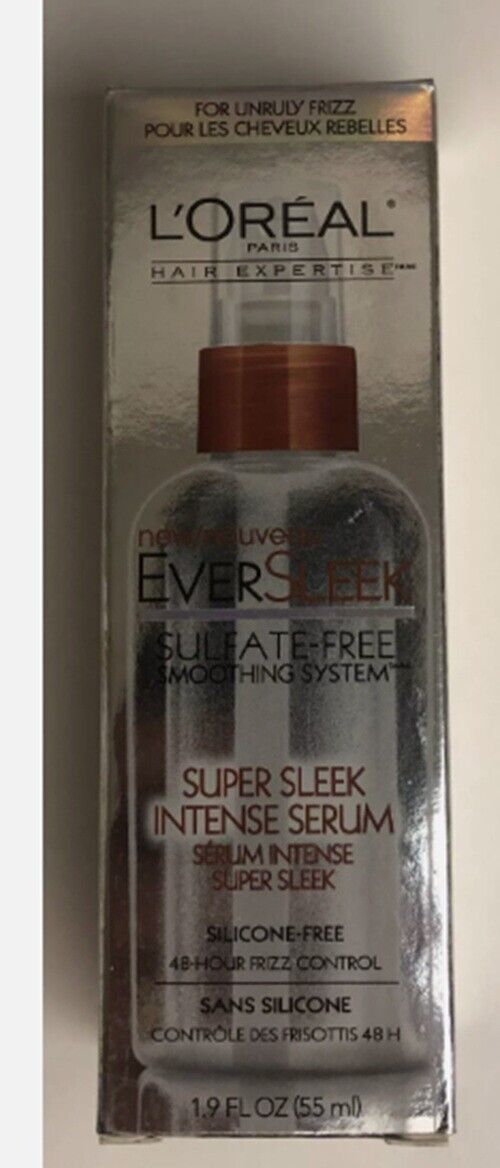 FOR UNRULY FRIZZ
POUR LES CHEVEUX REBELLES
L'ORÉAL®
PARIS
HAIR EXPERTISE™
new/nouveau
EVERSLEEK
SULFATE-FREE
SMOOTHING SYSTEM™
SUPER SLEEK
INTENSE SERUM
SÉRUM INTENSE
SUPER SLEEK
SILICONE-FREE
48-HOUR FRIZZ CONTROL
SANS SILICONE
CONTRÔLE DES FRISOTTIS 48 H
1.9 FL OZ (55 ml)